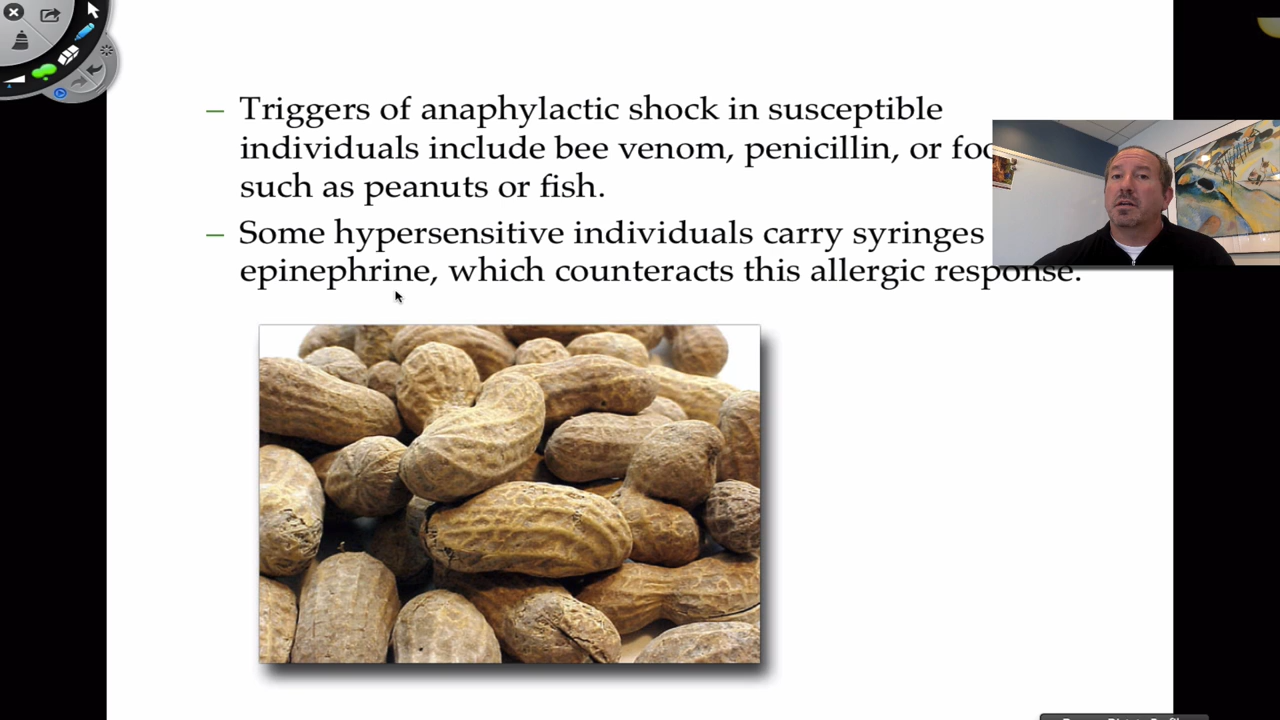 – Triggers of anaphylactic shock in susceptible
individuals include bee venom, penicillin, or
such as peanuts or fish.
– Some hypersensitive individuals carry syringes
epinephrine, which counteracts this allergic response.